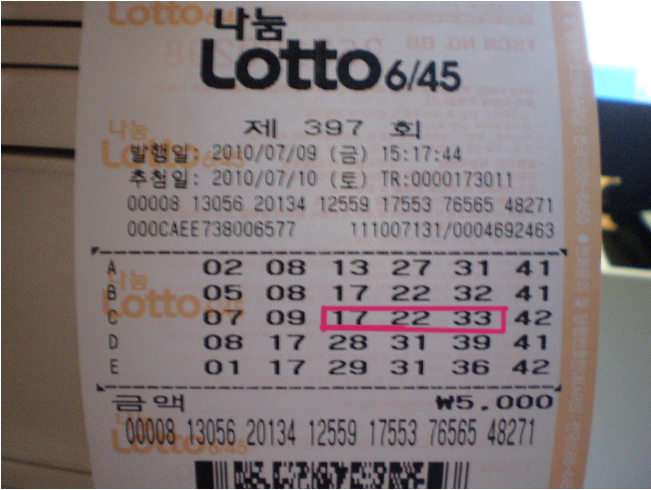 나눔
Lotto 6/45
제 397 회
발행일: 2010/07/09 (금) 15:17:44
추첨일: 2010/07/10 (토) TR:0000173011
00008 13056 20134 12559 17553 76565 48271
000CAEE738006577 111007131/0004692463
A 02 08 13 27 31 41
B 05 08 17 22 32 41
C 07 09 17 22 33 42
D 08 17 28 31 39 41
E 01 17 29 31 36 42
금액 ₩5,000
00008 13056 20134 12559 17553 76565 48271